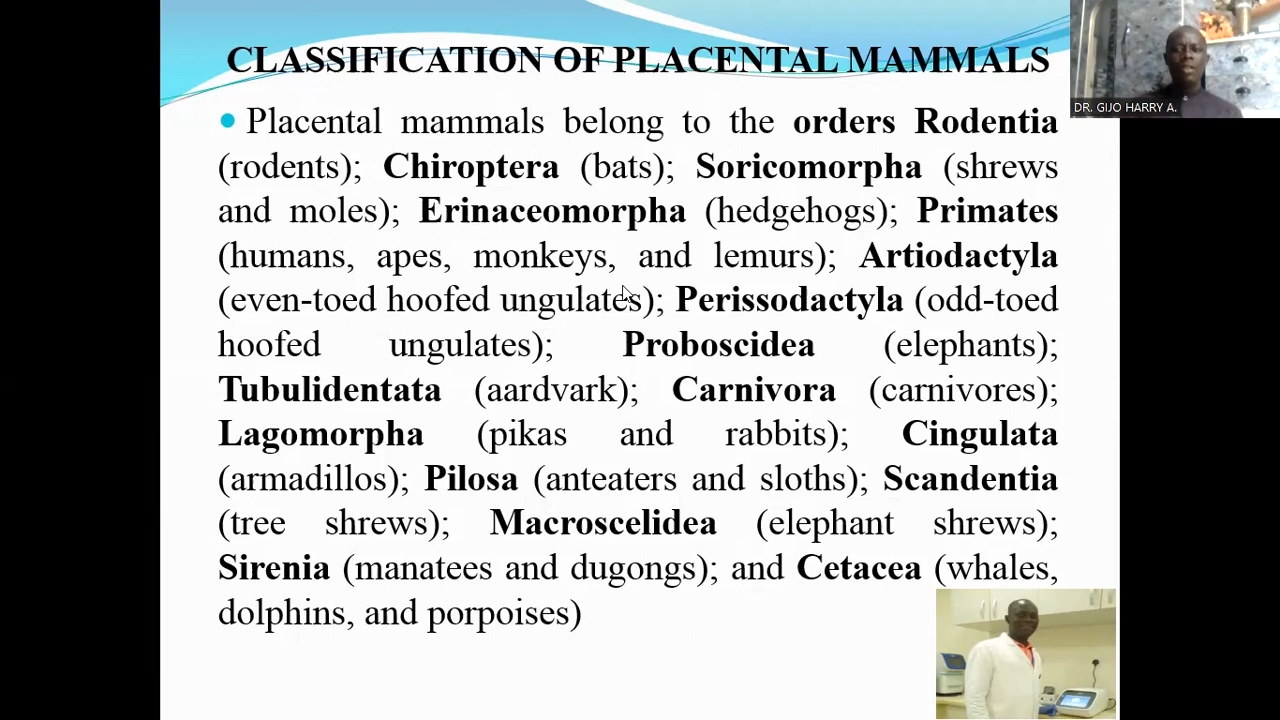 CLASSIFICATION OF PLACENTAL MAMMALS
DR. GIJO HARRY A.
Placental mammals belong to the orders Rodentia
(rodents); Chiroptera (bats); Soricomorpha (shrews
and moles); Erinaceomorpha (hedgehogs); Primates
(humans, apes, monkeys, and lemurs); Artiodactyla
(even-toed hoofed ungulates); Perissodactyla (odd-toed
hoofed ungulates); Proboscidea (elephants);
Tubulidentata (aardvark); Carnivora (carnivores);
Lagomorpha (pikas and rabbits); Cingulata
(armadillos); Pilosa (anteaters and sloths); Scandentia
(tree shrews); Macroscelidea (elephant shrews);
Sirenia (manatees and dugongs); and Cetacea (whales,
dolphins, and porpoises)